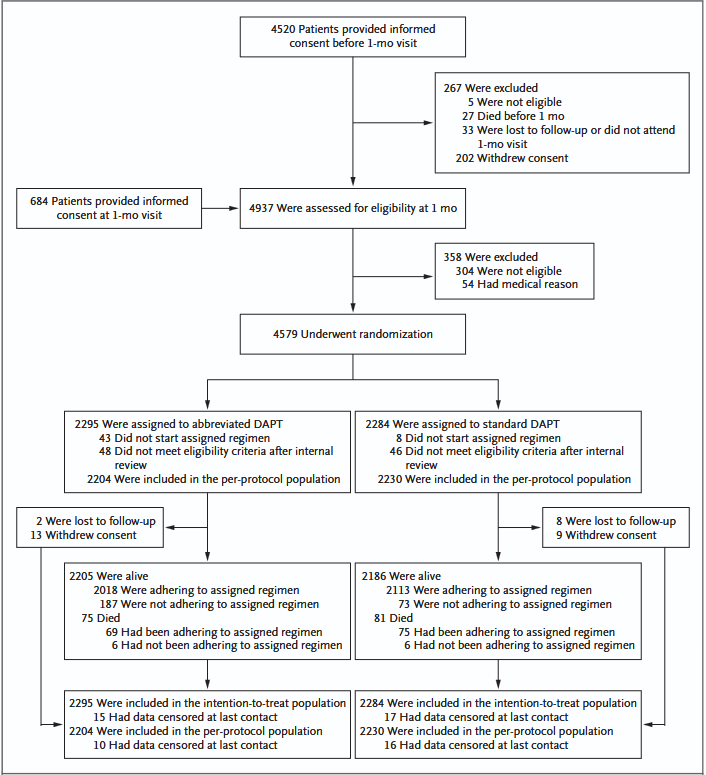 4520 Patients provided informed
consent before 1-mo visit
267 Were excluded
5 Were not eligible
27 Died before 1 mo
33 Were lost to follow-up or did not attend
1-mo visit
202 Withdrew consent
684 Patients provided informed
consent at 1-mo visit
4937 Were assessed for eligibility at 1 mo
358 Were excluded
304 Were not eligible
54 Had medical reason
4579 Underwent randomization
2295 Were assigned to abbreviated DAPT
43 Did not start assigned regimen
48 Did not meet eligibility criteria after internal
review
2204 Were included in the per-protocol population
2284 Were assigned to standard DAPT
8 Did not start assigned regimen
46 Did not meet eligibility criteria after internal
review
2230 Were included in the per-protocol population
2 Were lost to follow-up
13 Withdrew consent
8 Were lost to follow-up
9 Withdrew consent
2205 Were alive
2018 Were adhering to assigned regimen
187 Were not adhering to assigned regimen
75 Died
69 Had been adhering to assigned regimen
6 Had not been adhering to assigned regimen
2186 Were alive
2113 Were adhering to assigned regimen
73 Were not adhering to assigned regimen
81 Died
75 Had been adhering to assigned regimen
6 Had not been adhering to assigned regimen
2295 Were included in the intention-to-treat population
15 Had data censored at last contact
2204 Were included in the per-protocol population
10 Had data censored at last contact
2284 Were included in the intention-to-treat population
17 Had data censored at last contact
2230 Were included in the per-protocol population
16 Had data censored at last contact